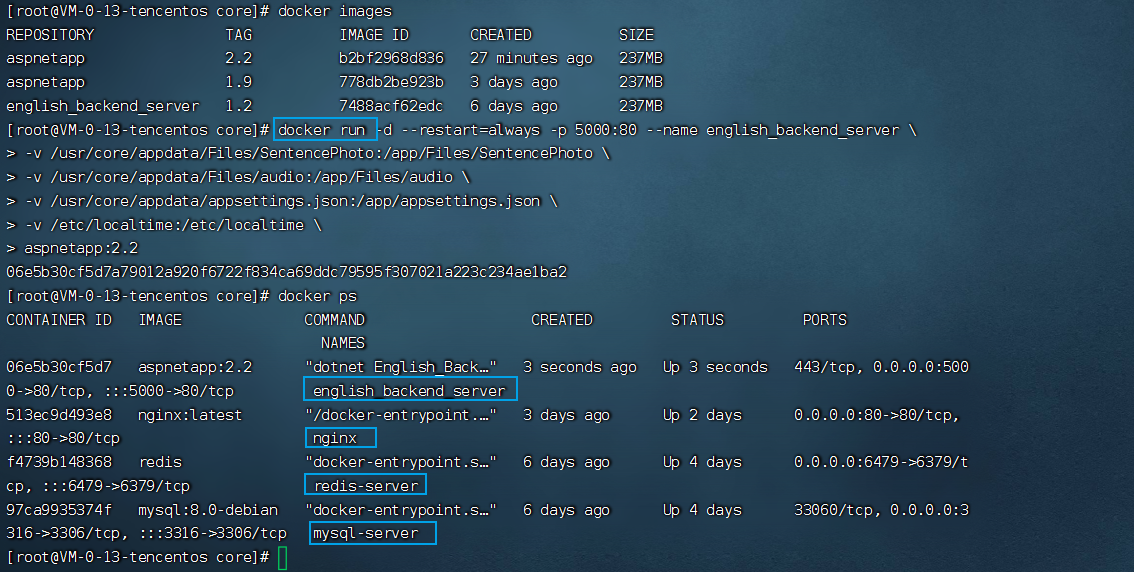 [root@VM-0-13-tencentos core]# docker images
REPOSITORY TAG IMAGE ID CREATED SIZE
aspnetapp 2.2 b2bf2968d836 27 minutes ago 237MB
aspnetapp 1.9 778db2be923b 3 days ago 237MB
english_backend_server 1.2 7488acf62edc 6 days ago 237MB
[root@VM-0-13-tencentos core]# docker run -d --restart=always -p 5000:80 --name english_backend_server \
> -v /usr/core/appdata/Files/SentencePhoto:/app/Files/SentencePhoto \
> -v /usr/core/appdata/Files/audio:/app/Files/audio \
> -v /usr/core/appdata/appsettings.json:/app/appsettings.json \
> -v /etc/localtime:/etc/localtime \
> aspnetapp:2.2
06e5b30cf5d7a79012a920f6722f834ca69ddc79595f307021a223c234ae1ba2
[root@VM-0-13-tencentos core]# docker ps
CONTAINER ID IMAGE COMMAND CREATED STATUS PORTS
NAMES
06e5b30cf5d7 aspnetapp:2.2 "dotnet English_Back…" 3 seconds ago Up 3 seconds 443/tcp, 0.0.0.0:500
0->80/tcp, :::5000->80/tcp english_backend_server
513ec9d493e8 nginx:latest "/docker-entrypoint.…" 3 days ago Up 2 days 0.0.0.0:80->80/tcp,
:::80->80/tcp nginx
f4739b148368 redis "docker-entrypoint.s…" 6 days ago Up 4 days 0.0.0.0:6479->6379/t
cp, :::6479->6379/tcp redis-server
97ca9935374f mysql:8.0-debian "docker-entrypoint.s…" 6 days ago Up 4 days 33060/tcp, 0.0.0.0:3
316->3306/tcp, :::3316->3306/tcp mysql-server
[root@VM-0-13-tencentos core]#